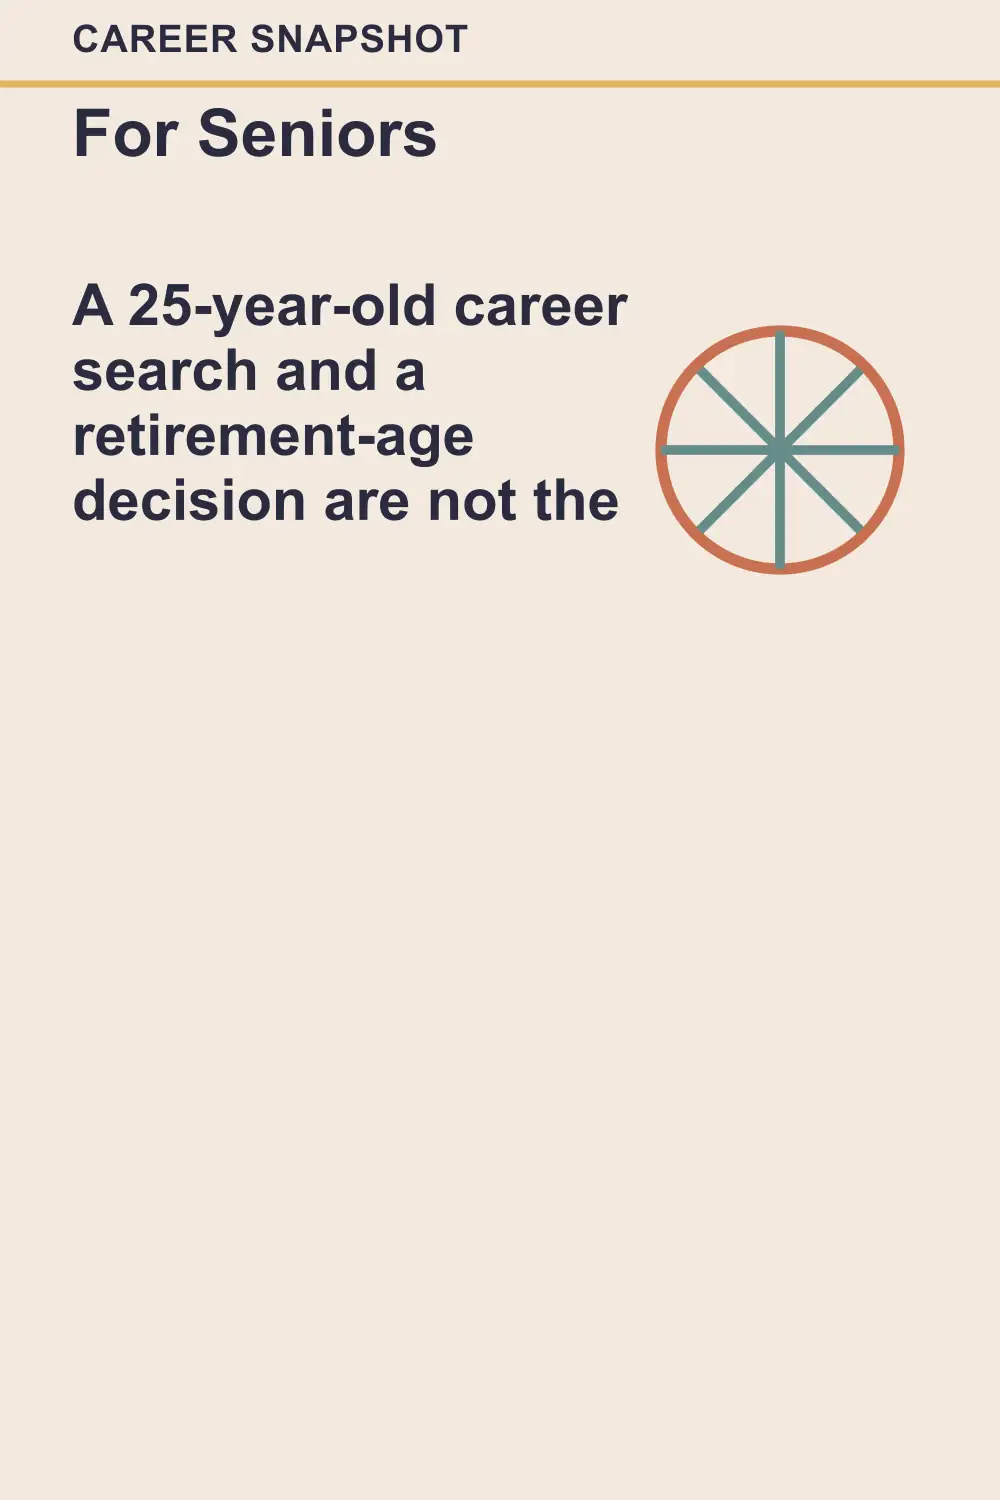 CAREER SNAPSHOT
For Seniors
A 25-year-old career
search and a
retirement-age
decision are not the